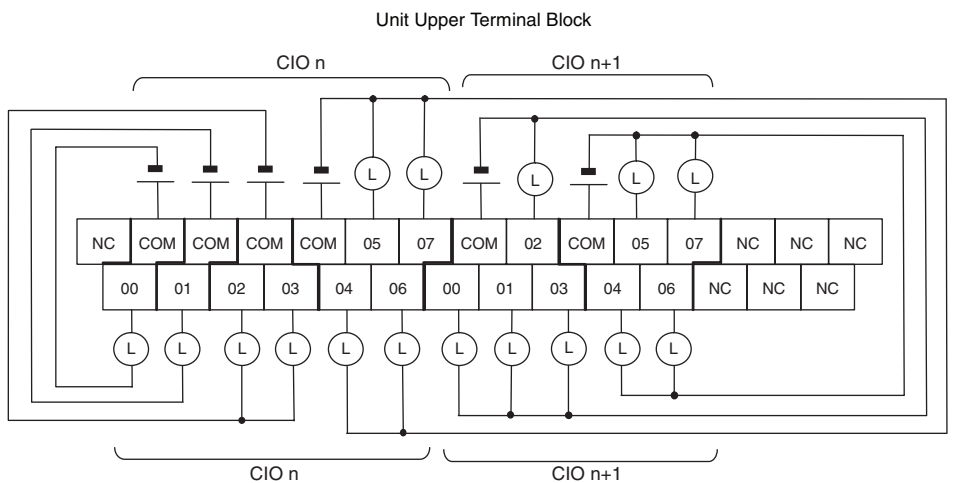 Unit Upper Terminal Block
CIO n CIO n+1
L L L L L
NC COM COM COM COM 05 07 COM 02 COM 05 07 NC NC NC
00 01 02 03 04 06 00 01 03 04 06 NC NC NC
L L L L L L L L L L L
CIO n CIO n+1